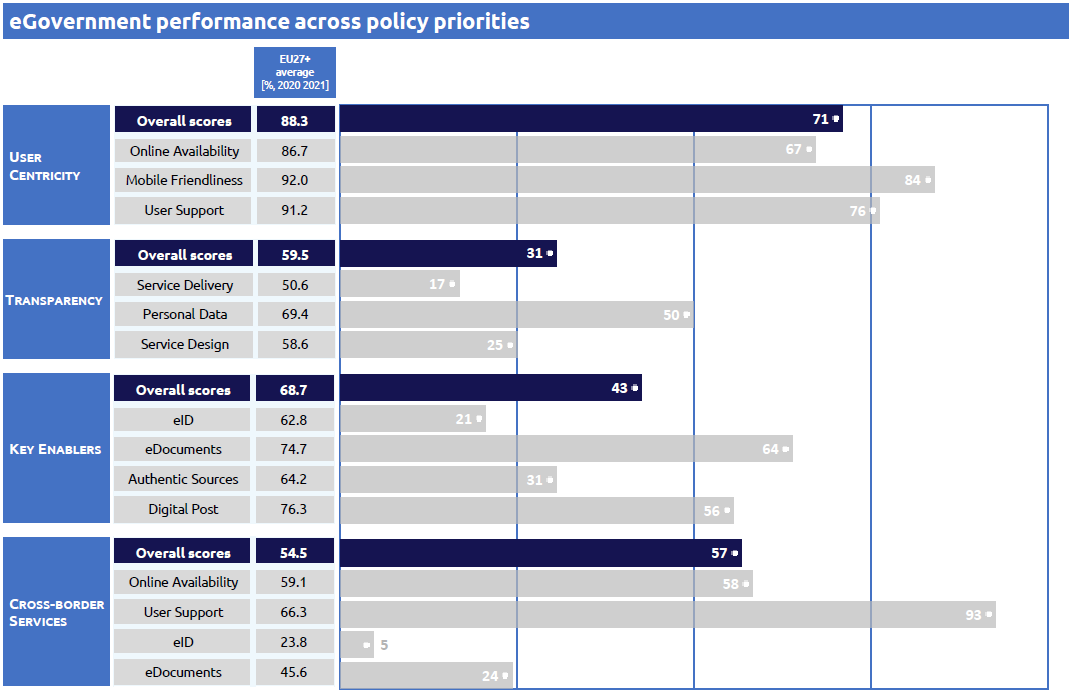 eGovernment performance across policy priorities
EU27+
average
[%, 2020 2021]
USER
CENTRICITY
Overall scores 88.3 71
Online Availability 86.7 67
Mobile Friendliness 92.0 84
User Support 91.2 76
TRANSPARENCY
Overall scores 59.5 31
Service Delivery 50.6 17
Personal Data 69.4 50
Service Design 58.6 25
KEY ENABLERS
Overall scores 68.7 43
eID 62.8 21
eDocuments 74.7 64
Authentic Sources 64.2 31
Digital Post 76.3 56
CROSS-BORDER
SERVICES
Overall scores 54.5 57
Online Availability 59.1 58
User Support 66.3 93
eID 23.8 5
eDocuments 45.6 24